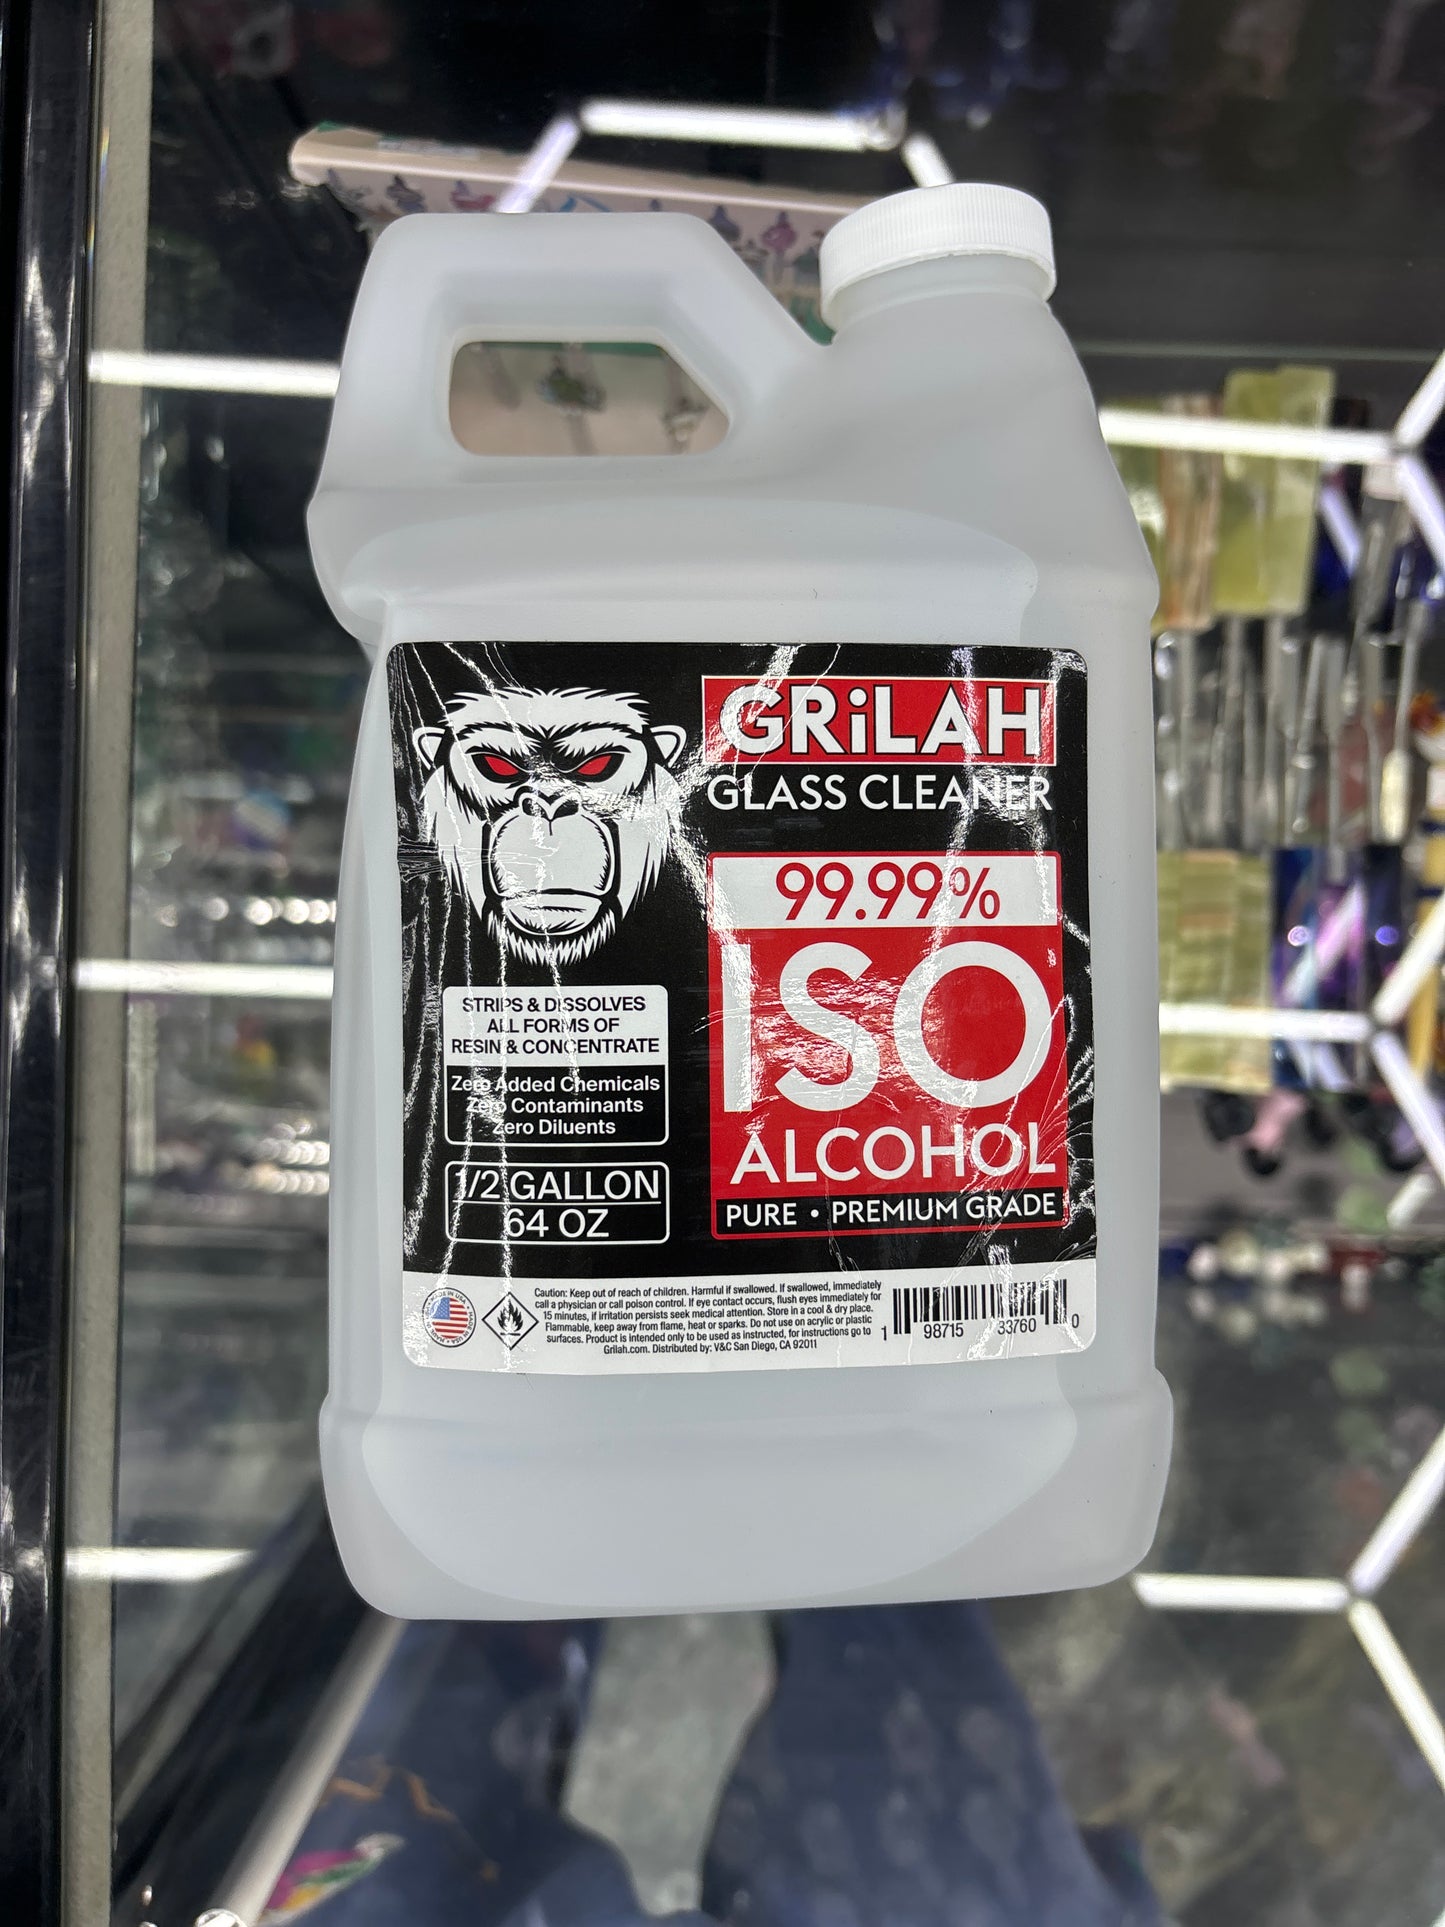 GRiLAH
GLASS CLEANER
99.99%
ISO
ALCOHOL
PURE • PREMIUM GRADE
STRIPS & DISSOLVES
ALL FORMS OF
RESIN & CONCENTRATE
Zero Added Chemicals
Zero Contaminants
Zero Diluents
1/2 GALLON
64 OZ
Caution: Keep out of reach of children. Harmful if swallowed. If swallowed, immediately
call a physician or call poison control. If eye contact occurs, flush eyes immediately for
15 minutes, if irritation persists seek medical attention. Store in a cool & dry place.
Flammable, keep away from flame, heat or sparks. Do not use on acrylic or plastic
surfaces. Product is intended only to be used as instructed, for instructions go to
Grilah.com. Distributed by: V&C San Diego, CA 92011
1 98715 33760 0